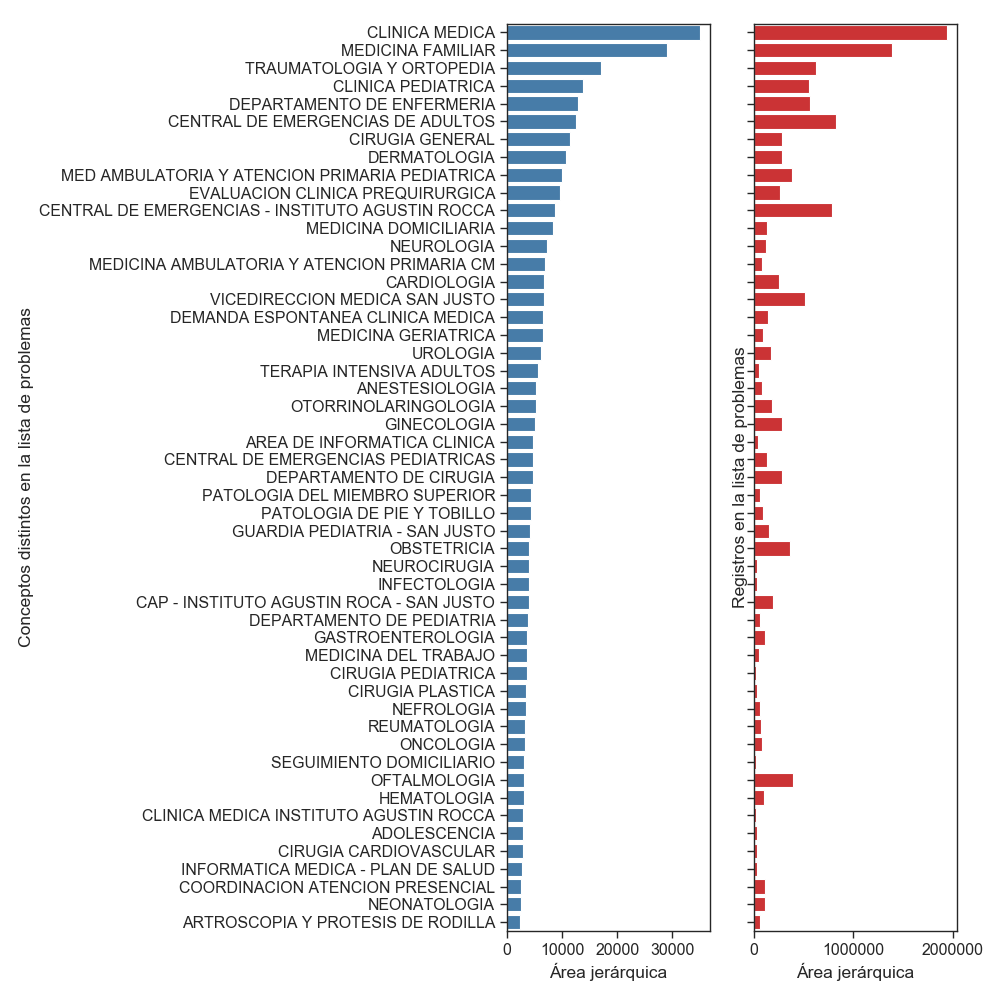 CLINICA MEDICA
MEDICINA FAMILIAR
TRAUMATOLOGIA Y ORTOPEDIA
CLINICA PEDIATRICA
DEPARTAMENTO DE ENFERMERIA
CENTRAL DE EMERGENCIAS DE ADULTOS
CIRUGIA GENERAL
DERMATOLOGIA
MED AMBULATORIA Y ATENCION PRIMARIA PEDIATRICA
EVALUACION CLINICA PREQUIRURGICA
CENTRAL DE EMERGENCIAS - INSTITUTO AGUSTIN ROCCA
MEDICINA DOMICILIARIA
NEUROLOGIA
MEDICINA AMBULATORIA Y ATENCION PRIMARIA CM
CARDIOLOGIA
VICEDIRECCION MEDICA SAN JUSTO
DEMANDA ESPONTANEA CLINICA MEDICA
MEDICINA GERIATRICA
UROLOGIA
TERAPIA INTENSIVA ADULTOS
ANESTESIOLOGIA
OTORRINOLARINGOLOGIA
GINECOLOGIA
AREA DE INFORMATICA CLINICA
CENTRAL DE EMERGENCIAS PEDIATRICAS
DEPARTAMENTO DE CIRUGIA
PATOLOGIA DEL MIEMBRO SUPERIOR
PATOLOGIA DE PIE Y TOBILLO
GUARDIA PEDIATRIA - SAN JUSTO
OBSTETRICIA
NEUROCIRUGIA
INFECTOLOGIA
CAP - INSTITUTO AGUSTIN ROCA - SAN JUSTO
DEPARTAMENTO DE PEDIATRIA
GASTROENTEROLOGIA
MEDICINA DEL TRABAJO
CIRUGIA PEDIATRICA
CIRUGIA PLASTICA
NEFROLOGIA
REUMATOLOGIA
ONCOLOGIA
SEGUIMIENTO DOMICILIARIO
OFTALMOLOGIA
HEMATOLOGIA
CLINICA MEDICA INSTITUTO AGUSTIN ROCCA
ADOLESCENCIA
CIRUGIA CARDIOVASCULAR
INFORMATICA MEDICA - PLAN DE SALUD
COORDINACION ATENCION PRESENCIAL
NEONATOLOGIA
ARTROSCOPIA Y PROTESIS DE RODILLA
Conceptos distintos en la lista de problemas
0 10000 20000 30000
Área jerárquica
Registros en la lista de problemas
0 1000000 2000000
Área jerárquica